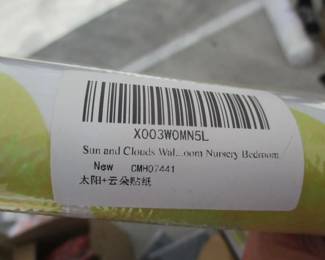 X003W0MN5L
Sun and Clouds Wal...oom Nursery Bedroom
New CMH07441
太阳+云朵贴纸